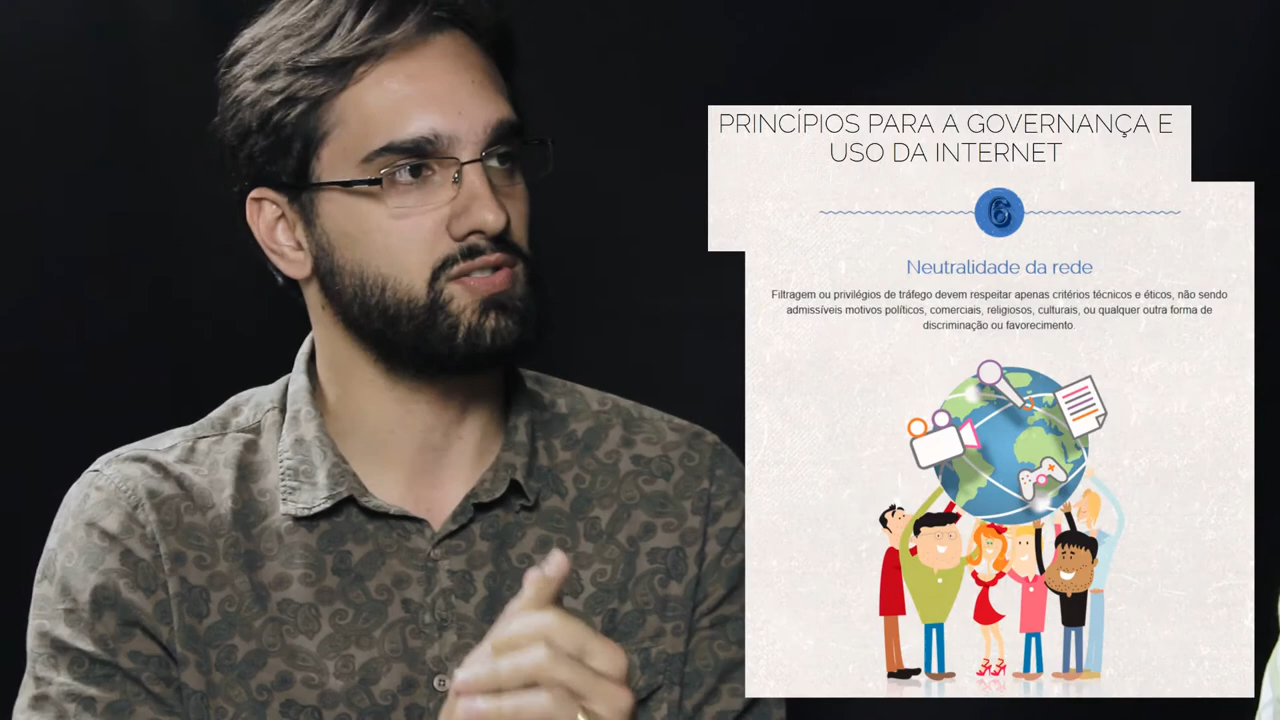 PRINCÍPIOS PARA A GOVERNANÇA E
USO DA INTERNET
6
Neutralidade da rede
Filtragem ou privilégios de tráfego devem respeitar apenas critérios técnicos e éticos, não sendo
admissíveis motivos políticos, comerciais, religiosos, culturais, ou qualquer outra forma de
discriminação ou favorecimento.